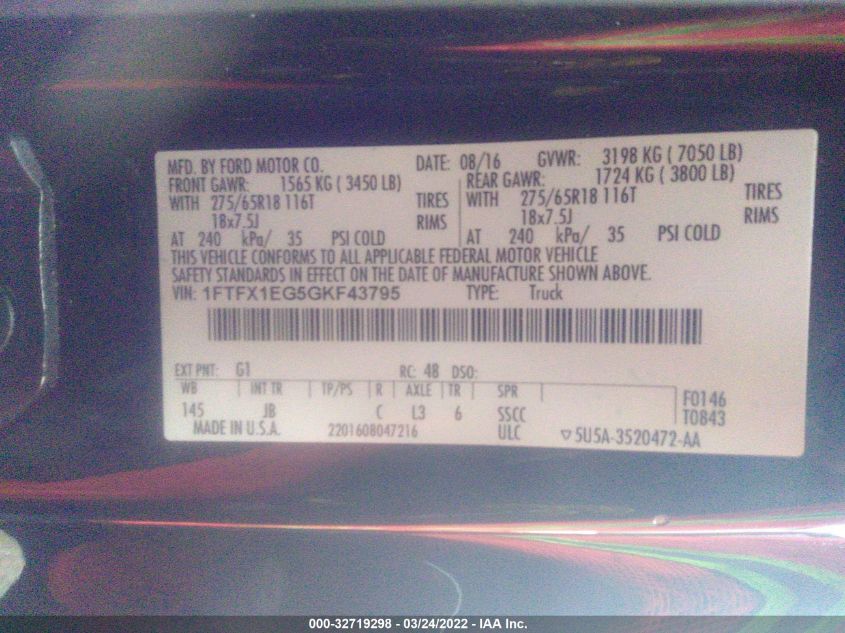 MFD. BY FORD MOTOR CO. DATE: 08/16 GVWR: 3198 KG ( 7050 LB)
FRONT GAWR: 1565 KG ( 3450 LB) REAR GAWR: 1724 KG ( 3800 LB)
WITH 275/65R18 116T TIRES WITH 275/65R18 116T TIRES
18x7.5J RIMS 18x7.5J RIMS
AT 240 kPa/ 35 PSI COLD AT 240 kPa/ 35 PSI COLD
THIS VEHICLE CONFORMS TO ALL APPLICABLE FEDERAL MOTOR VEHICLE
SAFETY STANDARDS IN EFFECT ON THE DATE OF MANUFACTURE SHOWN ABOVE.
VIN: 1FTFX1EG5GKF43795 TYPE: Truck
EXT PNT: G1 RC: 48 DSO:
WB INT TR TP/PS R AXLE TR SPR F0146
145 JB C L3 6 SSCC T0843
MADE IN U.S.A. 2201608047216 ULC ▽5U5A-3520472-AA
000-32719298 - 03/24/2022 - IAA Inc.